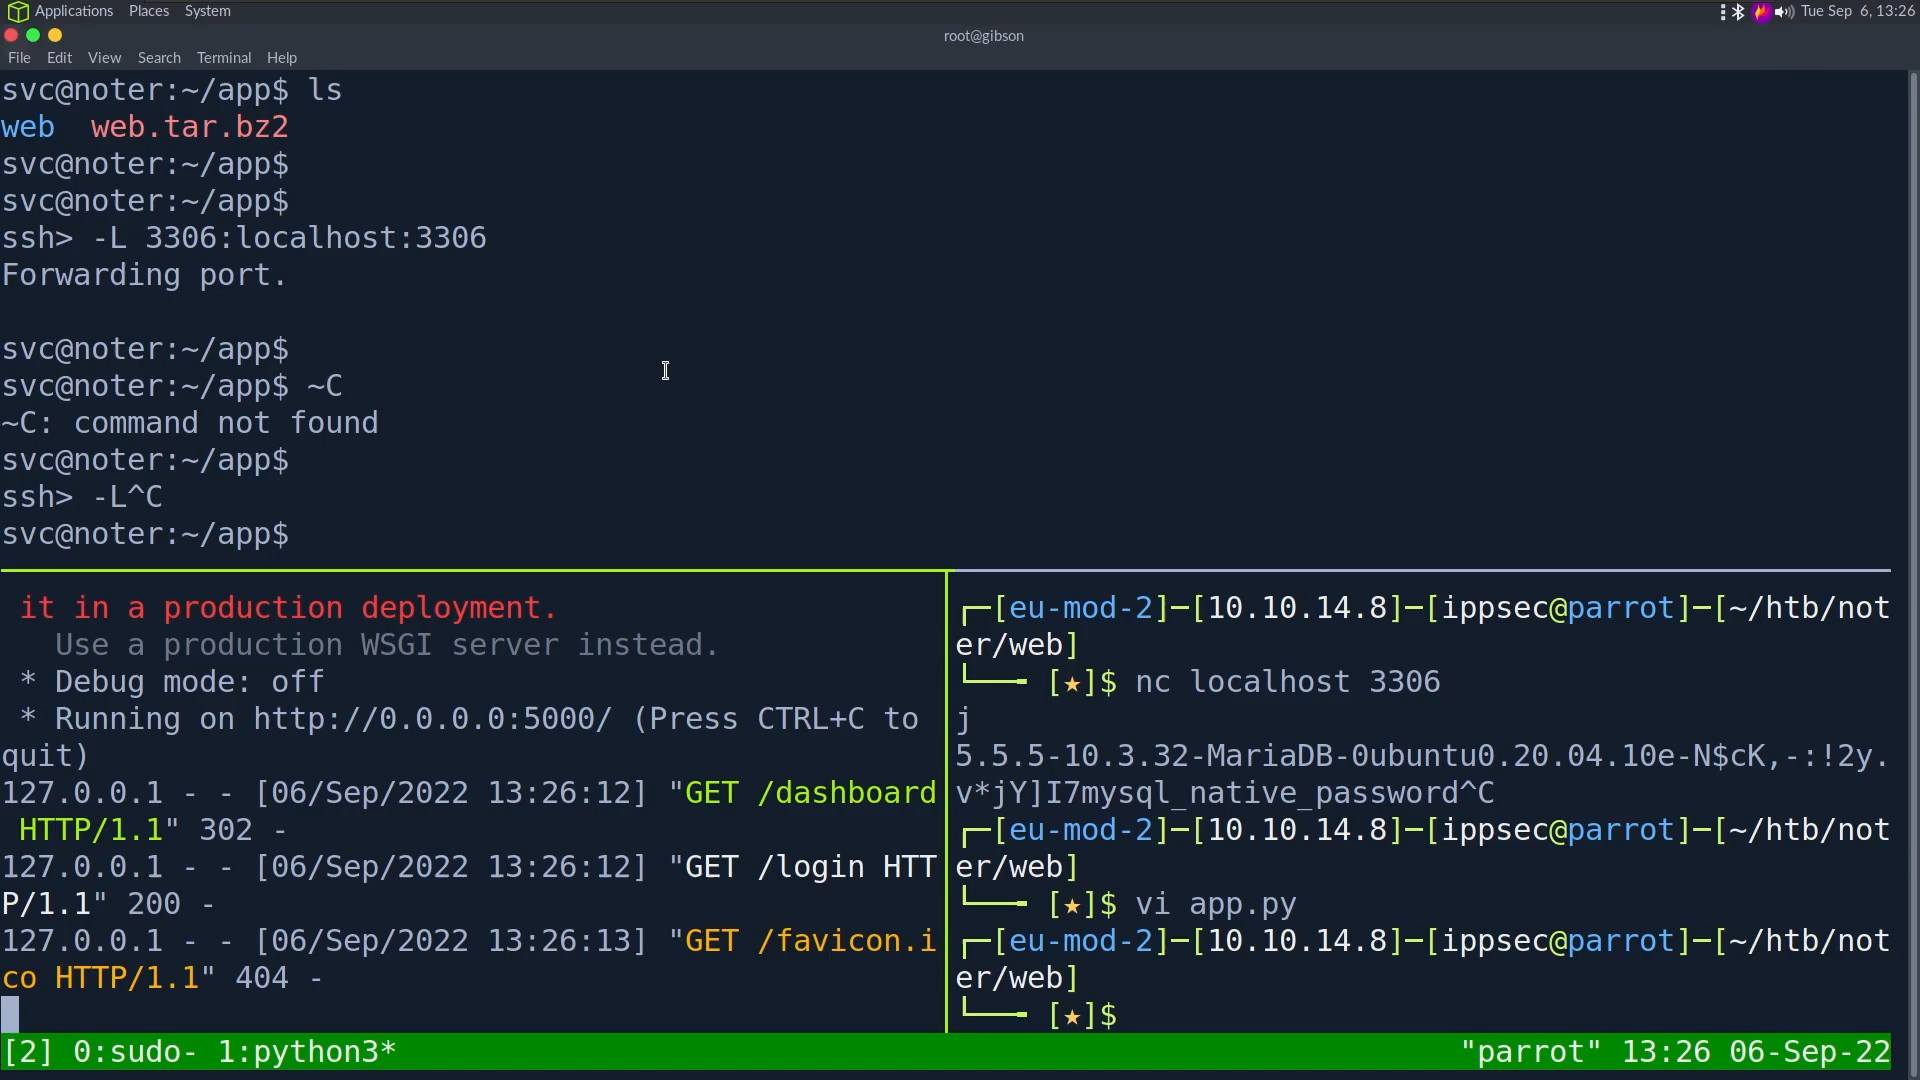 Applications Places System
Tue Sep 6, 13:26
root@gibson
File Edit View Search Terminal Help
svc@noter:~/app$ ls
web web.tar.bz2
svc@noter:~/app$
svc@noter:~/app$
ssh> -L 3306:localhost:3306
Forwarding port.
svc@noter:~/app$
svc@noter:~/app$ ~C
~C: command not found
svc@noter:~/app$
ssh> -L^C
svc@noter:~/app$
it in a production deployment.
Use a production WSGI server instead.
* Debug mode: off
* Running on http://0.0.0.0:5000/ (Press CTRL+C to
quit)
127.0.0.1 - - [06/Sep/2022 13:26:12] "GET /dashboard
HTTP/1.1" 302 -
127.0.0.1 - - [06/Sep/2022 13:26:12] "GET /login HTT
P/1.1" 200 -
127.0.0.1 - - [06/Sep/2022 13:26:13] "GET /favicon.i
co HTTP/1.1" 404 -
┌─[eu-mod-2]─[10.10.14.8]─[ippsec@parrot]─[~/htb/not
er/web]
└──╼ [★]$ nc localhost 3306
j
5.5.5-10.3.32-MariaDB-0ubuntu0.20.04.10e-N$cK,-:!2y.
v*jY]I7mysql_native_password^C
┌─[eu-mod-2]─[10.10.14.8]─[ippsec@parrot]─[~/htb/not
er/web]
└──╼ [★]$ vi app.py
┌─[eu-mod-2]─[10.10.14.8]─[ippsec@parrot]─[~/htb/not
er/web]
└──╼ [★]$
[2] 0:sudo- 1:python3* "parrot" 13:26 06-Sep-22